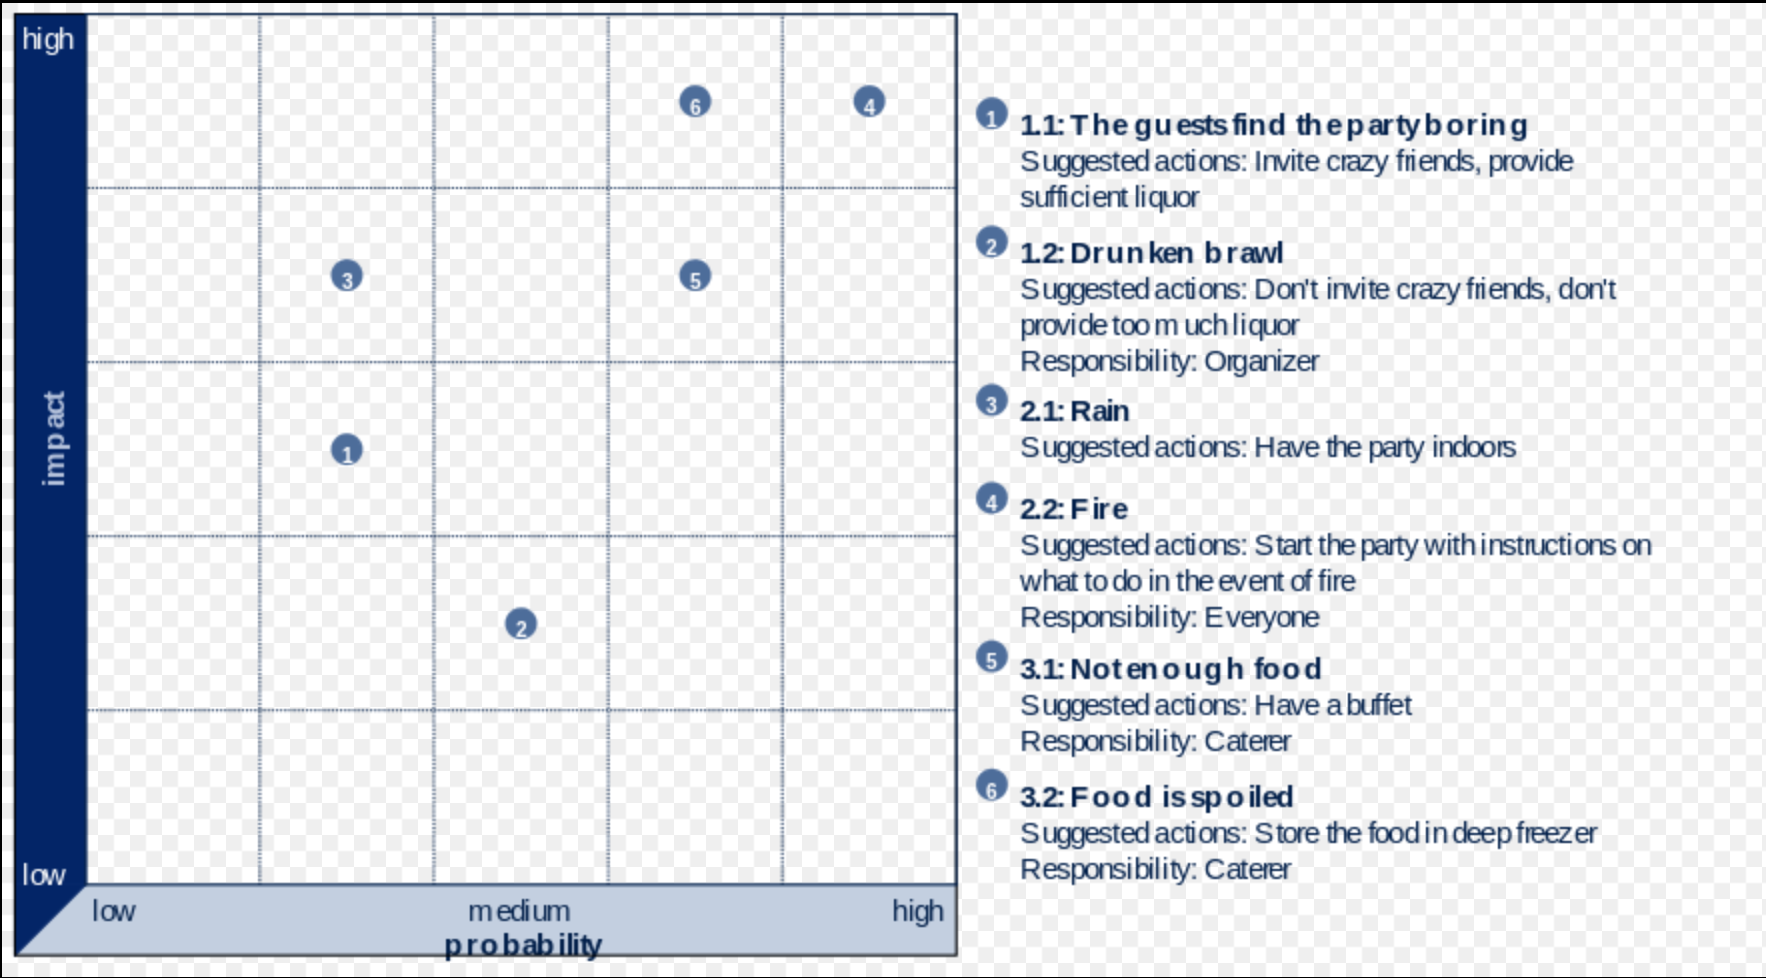 high
6
4
3
5
impact
1
2
low
low medium high
probability
1
1.1: The guests find the party boring
Suggested actions: Invite crazy friends, provide
sufficient liquor
2
1.2: Drunken brawl
Suggested actions: Don't invite crazy friends, don't
provide too much liquor
Responsibility: Organizer
3
2.1: Rain
Suggested actions: Have the party indoors
4
2.2: Fire
Suggested actions: Start the party with instructions on
what to do in the event of fire
Responsibility: Everyone
5
3.1: Not enough food
Suggested actions: Have a buffet
Responsibility: Caterer
6
3.2: Food is spoiled
Suggested actions: Store the food in deep freezer
Responsibility: Caterer